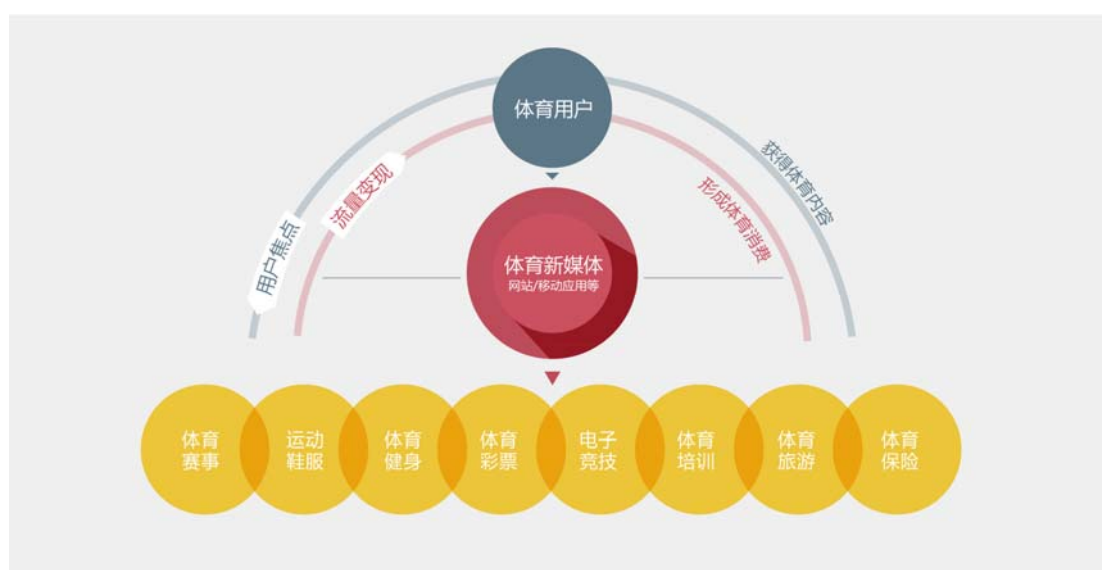 体育用户
获得体育内容
流量变现
形成体育消费
用户焦点
体育新媒体
网站/移动应用等
体育
赛事
运动
鞋服
体育
健身
体育
彩票
电子
竞技
体育
培训
体育
旅游
体育
保险